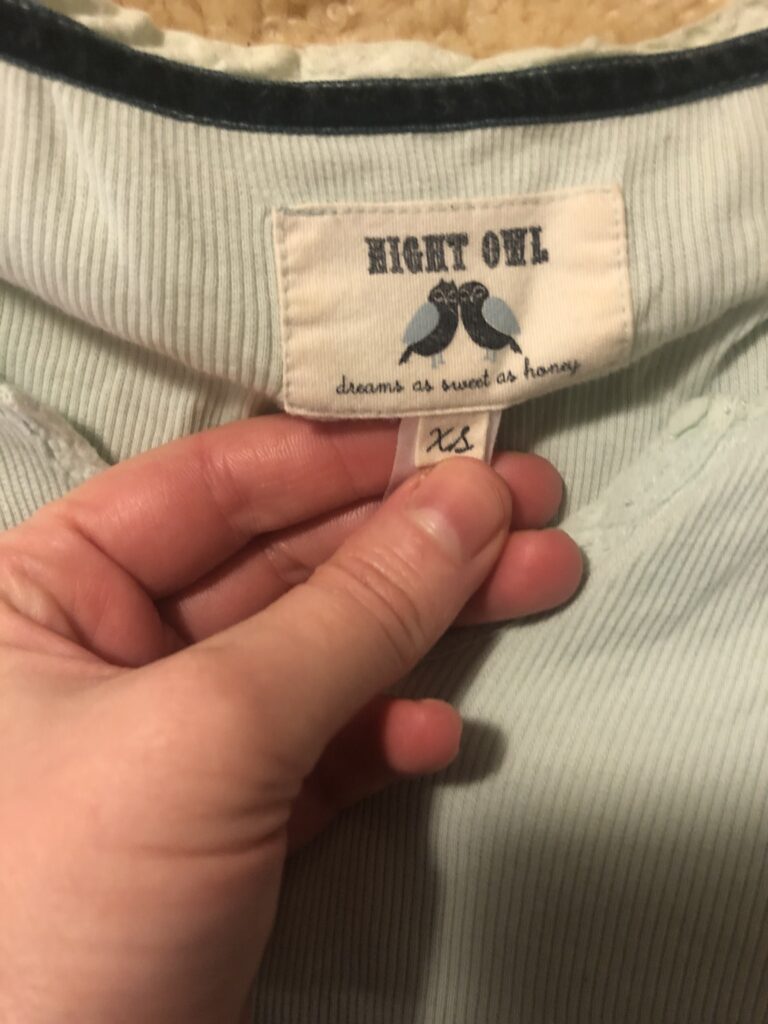 NIGHT OWL
dreams as sweet as honey
XS